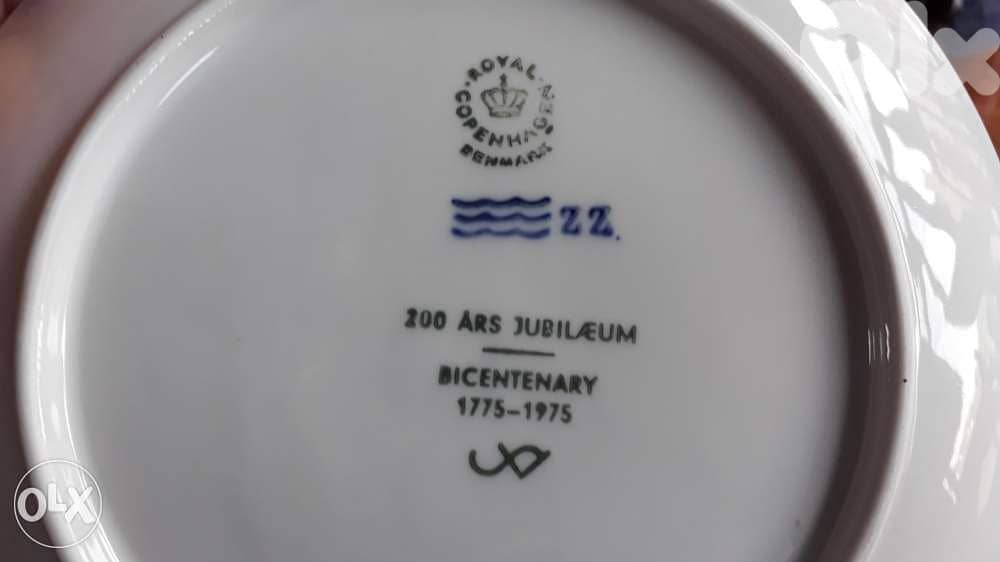 ROYAL
COPENHAGEN
DENMARK
ZZ.
200 ÅRS JUBILÆUM
BICENTENARY
1775–1975
OLX